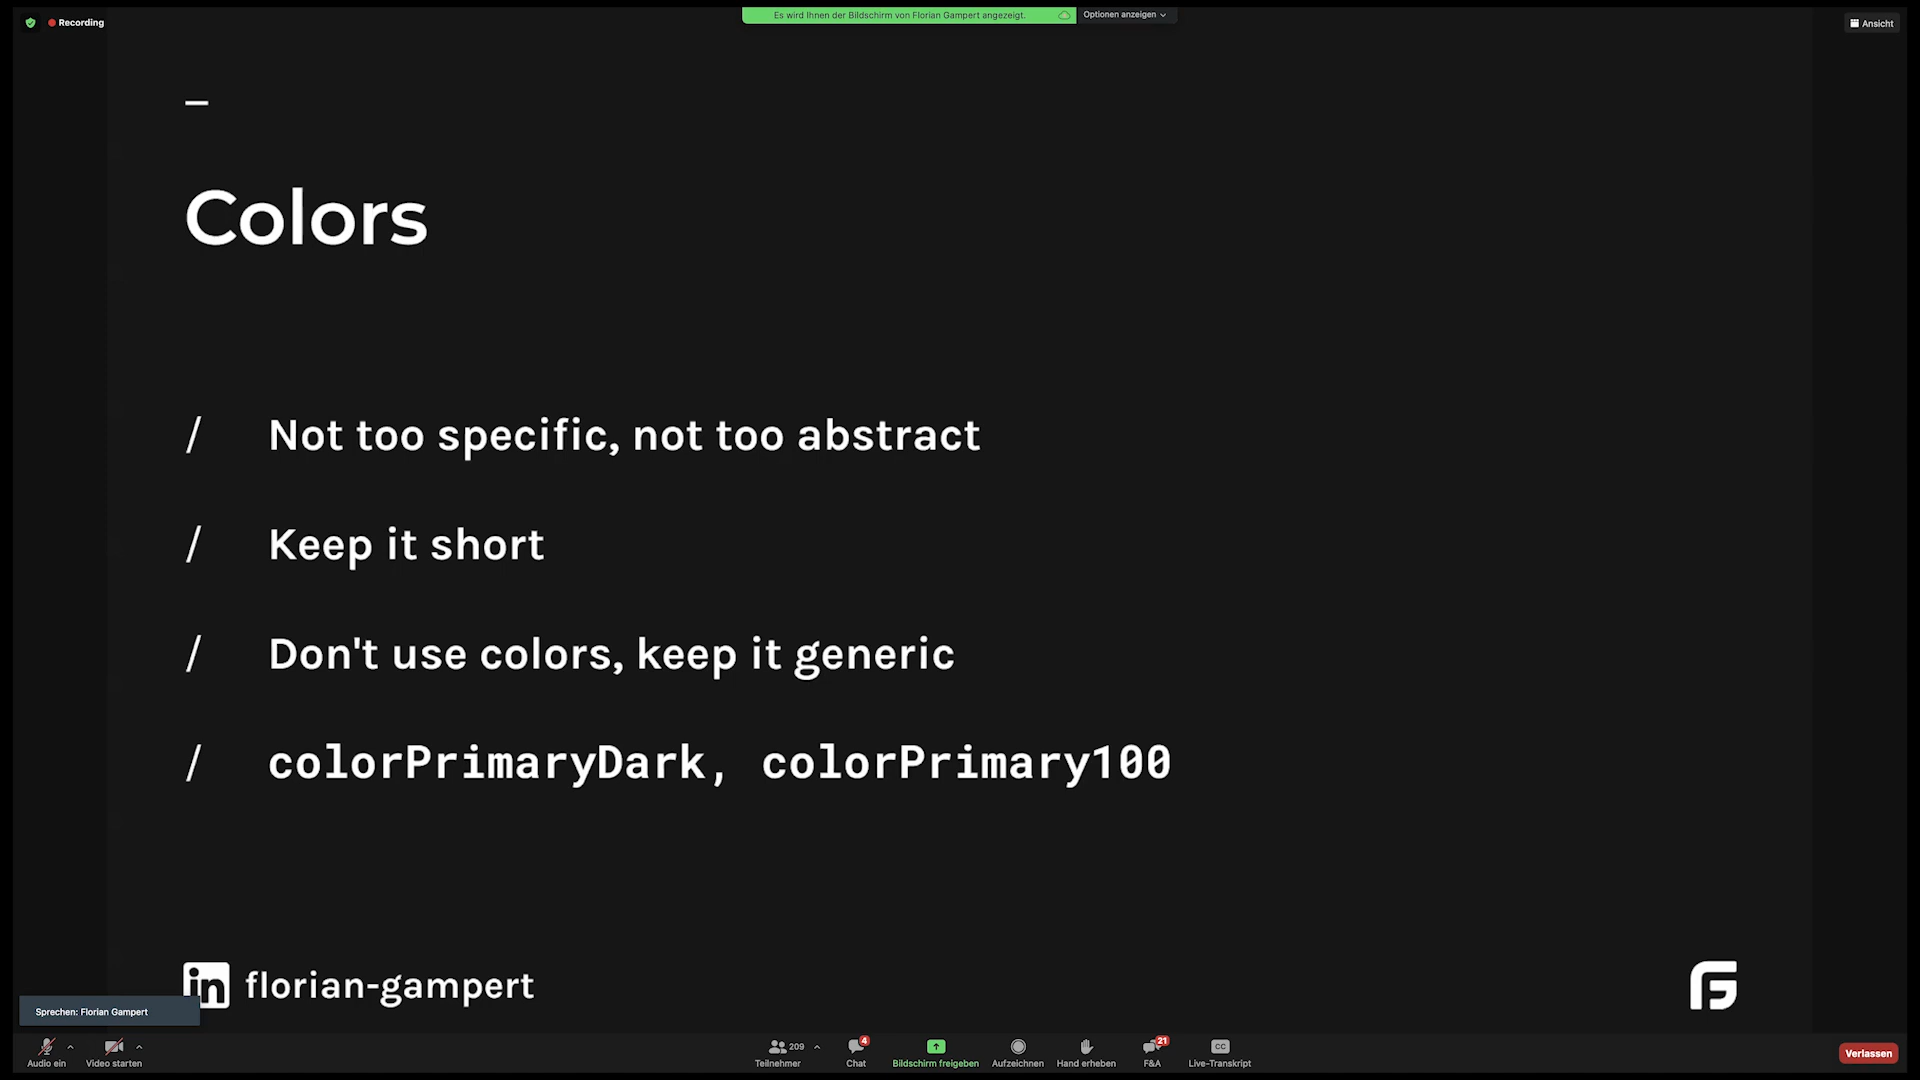 Recording
Es wird Ihnen der Bildschirm von Florian Gampert angezeigt.
Optionen anzeigen
Ansicht
Colors
/ Not too specific, not too abstract
/ Keep it short
/ Don't use colors, keep it generic
/ colorPrimaryDark, colorPrimary100
in florian-gampert
Sprechen: Florian Gampert
209
4
21
CC
Audio ein
Video starten
Teilnehmer
Chat
Bildschirm freigeben
Aufzeichnen
Hand erheben
F&A
Live-Transkript
Verlassen